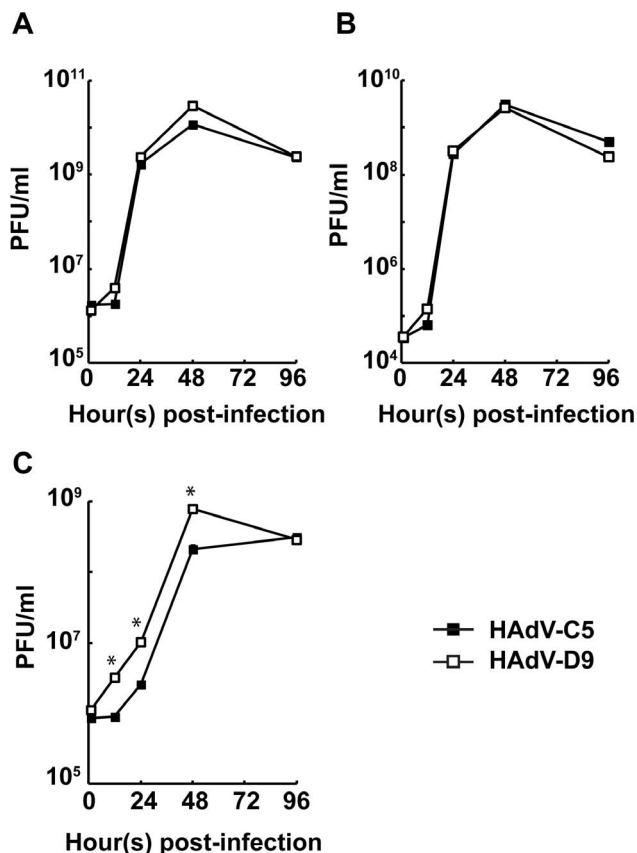 A
10^11
10^9
10^7
10^5
PFU/ml
0 24 48 72 96
Hour(s) post-infection
B
10^10
10^8
10^6
10^4
PFU/ml
0 24 48 72 96
Hour(s) post-infection
C
10^9
10^7
10^5
PFU/ml
*
*
*
0 24 48 72 96
Hour(s) post-infection
HAdV-C5
HAdV-D9